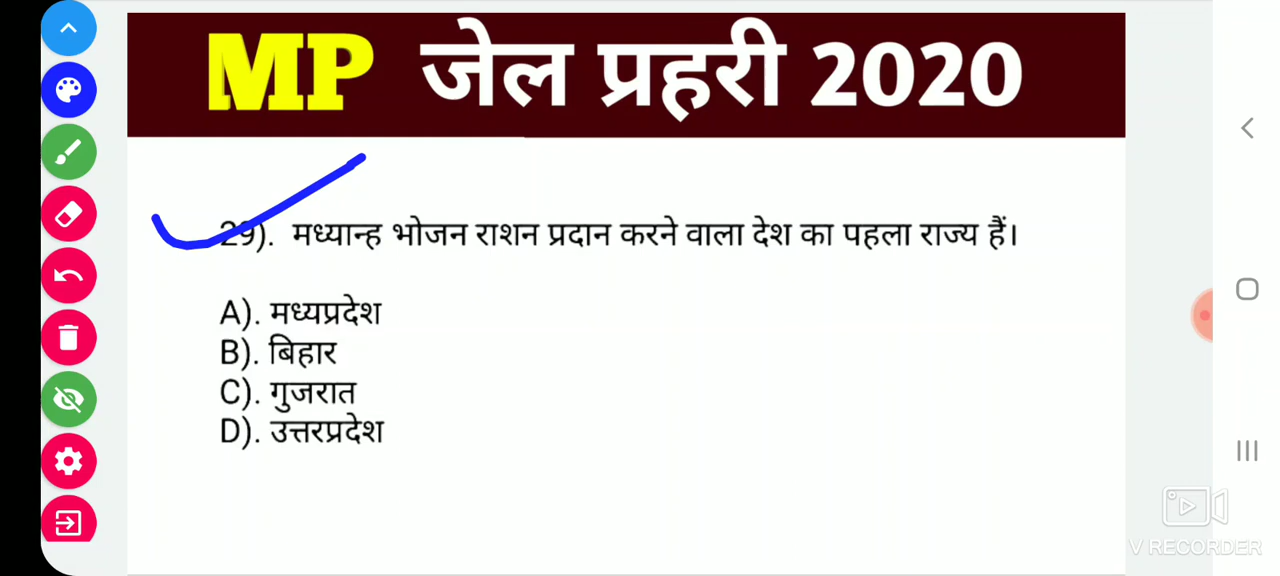 MP जेल प्रहरी 2020
29). मध्यान्ह भोजन राशन प्रदान करने वाला देश का पहला राज्य हैं।
A). मध्यप्रदेश
B). बिहार
C). गुजरात
D). उत्तरप्रदेश
V RECORDER